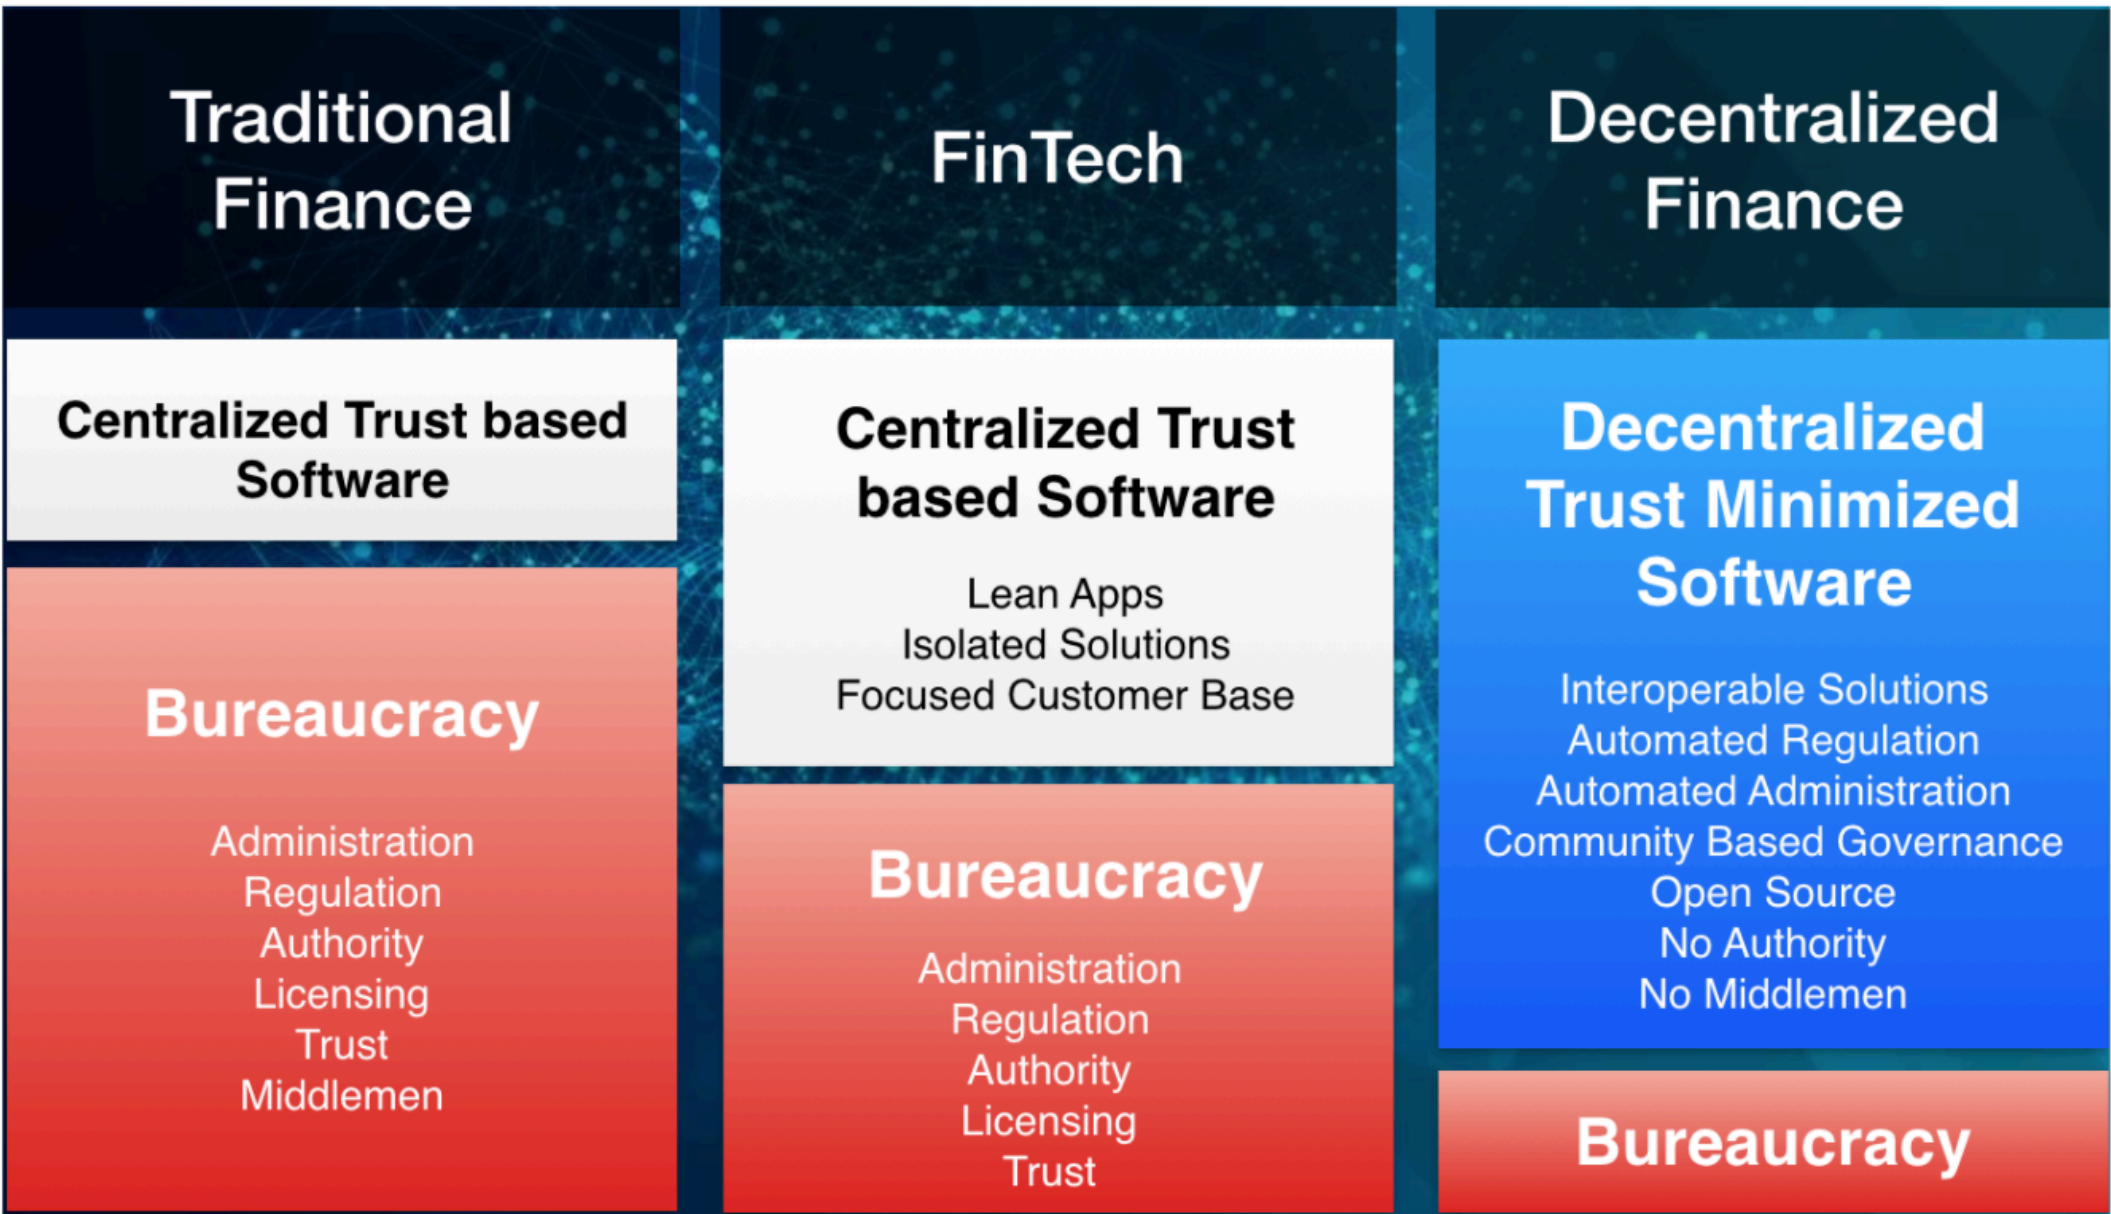 Traditional
Finance
Centralized Trust based
Software
Bureaucracy
Administration
Regulation
Authority
Licensing
Trust
Middlemen
FinTech
Centralized Trust
based Software
Lean Apps
Isolated Solutions
Focused Customer Base
Bureaucracy
Administration
Regulation
Authority
Licensing
Trust
Decentralized
Finance
Decentralized
Trust Minimized
Software
Interoperable Solutions
Automated Regulation
Automated Administration
Community Based Governance
Open Source
No Authority
No Middlemen
Bureaucracy